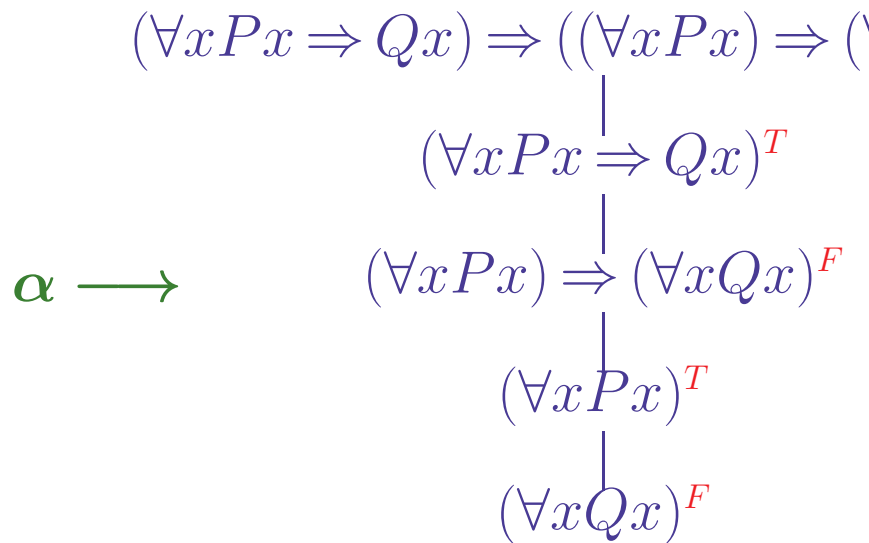 (∀xPx ⇒ Qx) ⇒ ((∀xPx) ⇒ (
(∀xPx ⇒ Qx)^T
α ⟶ (∀xPx) ⇒ (∀xQx)^F
(∀xPx)^T
(∀xQx)^F